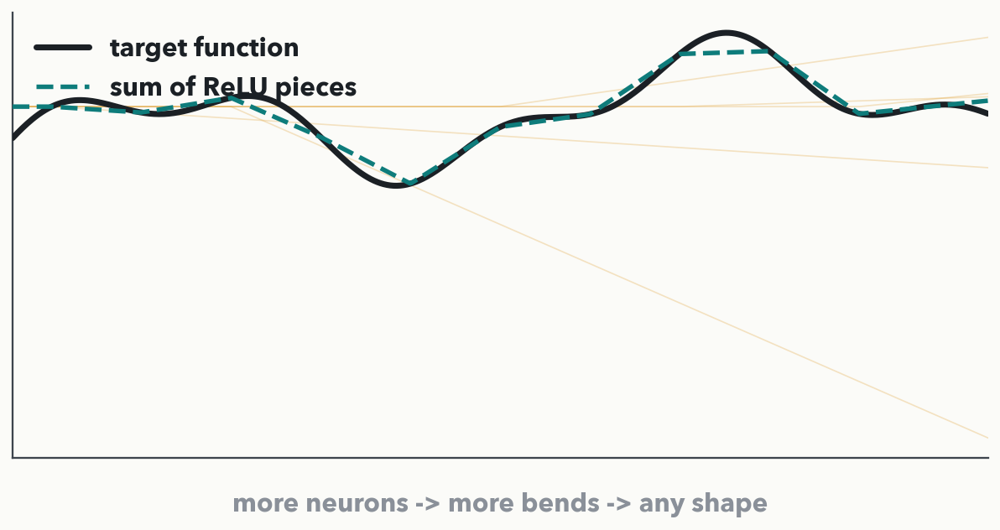 target function
sum of ReLU pieces
more neurons -> more bends -> any shape